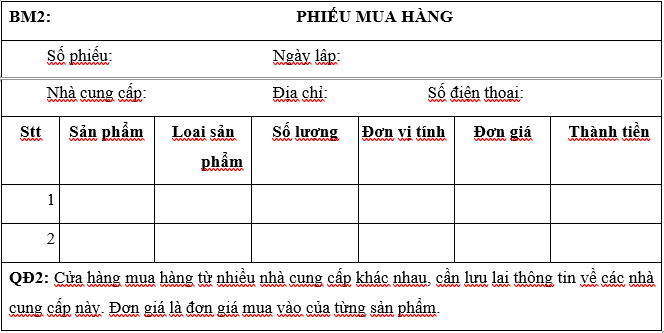 BM2: PHIẾU MUA HÀNG
Số phiếu: Ngày lập:
Nhà cung cấp: Địa chỉ: Số điện thoại:
Stt Sản phẩm Loại sản phẩm Số lượng Đơn vị tính Đơn giá Thành tiền
1
2
QĐ2: Cửa hàng mua hàng từ nhiều nhà cung cấp khác nhau, cần lưu lại thông tin về các nhà
cung cấp này. Đơn giá là đơn giá mua vào của từng sản phẩm.